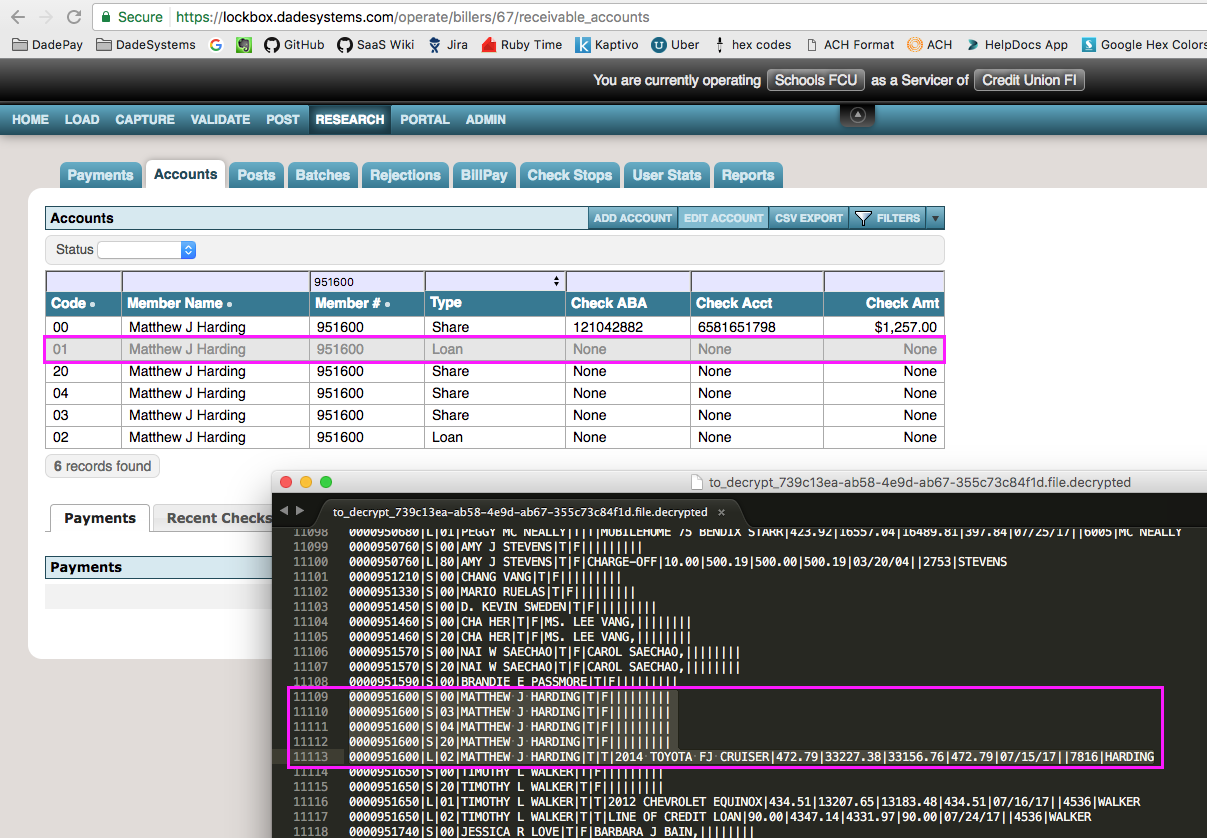 Secure https://lockbox.dadesystems.com/operate/billers/67/receivable_accounts
DadePay DadeSystems GitHub SaaS Wiki Jira Ruby Time Kaptivo Uber hex codes ACH Format ACH HelpDocs App Google Hex Colors
You are currently operating Schools FCU as a Servicer of Credit Union FI
HOME LOAD CAPTURE VALIDATE POST RESEARCH PORTAL ADMIN
Payments Accounts Posts Batches Rejections BillPay Check Stops User Stats Reports
Accounts ADD ACCOUNT EDIT ACCOUNT CSV EXPORT FILTERS
Status
951600
Code Member Name Member # Type Check ABA Check Acct Check Amt
00 Matthew J Harding 951600 Share 121042882 6581651798 $1,257.00
01 Matthew J Harding 951600 Loan None None None
20 Matthew J Harding 951600 Share None None None
04 Matthew J Harding 951600 Share None None None
03 Matthew J Harding 951600 Share None None None
02 Matthew J Harding 951600 Loan None None None
6 records found
Payments Recent Checks
Payments
to_decrypt_739c13ea-ab58-4e9d-ab67-355c73c84f1d.file.decrypted
to_decrypt_739c13ea-ab58-4e9d-ab67-355c73c84f1d.file.decrypted ×
11098 0000950680|L|01|PEGGY MC NEALLY|T|T|MOBILEHOME 75 BENDIX STARR|423.92|16557.04|16489.81|397.84|07/25/17||6005|MC NEALLY
11099 0000950760|S|00|AMY J STEVENS|T|F|||||||||
11100 0000950760|L|80|AMY J STEVENS|T|F|CHARGE-OFF|10.00|500.19|500.00|500.19|03/20/04||2753|STEVENS
11101 0000951210|S|00|CHANG VANG|T|F|||||||||
11102 0000951330|S|00|MARIO RUELAS|T|F|||||||||
11103 0000951450|S|00|D. KEVIN SWEDEN|T|F|||||||||
11104 0000951460|S|00|CHA HER|T|F|MS. LEE VANG,||||||||
11105 0000951460|S|20|CHA HER|T|F|MS. LEE VANG,||||||||
11106 0000951570|S|00|NAI W SAECHAO|T|F|CAROL SAECHAO,||||||||
11107 0000951570|S|20|NAI W SAECHAO|T|F|CAROL SAECHAO,||||||||
11108 0000951590|S|00|BRANDIE E PASSMORE|T|F|||||||||
11109 0000951600|S|00|MATTHEW J HARDING|T|F|||||||||
11110 0000951600|S|03|MATTHEW J HARDING|T|F|||||||||
11111 0000951600|S|04|MATTHEW J HARDING|T|F|||||||||
11112 0000951600|S|20|MATTHEW J HARDING|T|F|||||||||
11113 0000951600|L|02|MATTHEW J HARDING|T|T|2014 TOYOTA FJ CRUISER|472.79|33227.38|33156.76|472.79|07/15/17||7816|HARDING
11114 0000951650|S|00|TIMOTHY L WALKER|T|F|||||||||
11115 0000951650|S|20|TIMOTHY L WALKER|T|F|||||||||
11116 0000951650|L|01|TIMOTHY L WALKER|T|T|2012 CHEVROLET EQUINOX|434.51|13207.65|13183.48|434.51|07/16/17||4536|WALKER
11117 0000951650|L|02|TIMOTHY L WALKER|T|T|LINE OF CREDIT LOAN|90.00|4347.14|4331.97|90.00|07/24/17||4536|WALKER
11118 0000951740|S|00|JESSICA R LOVE|T|F|BARBARA J BAIN,||||||||